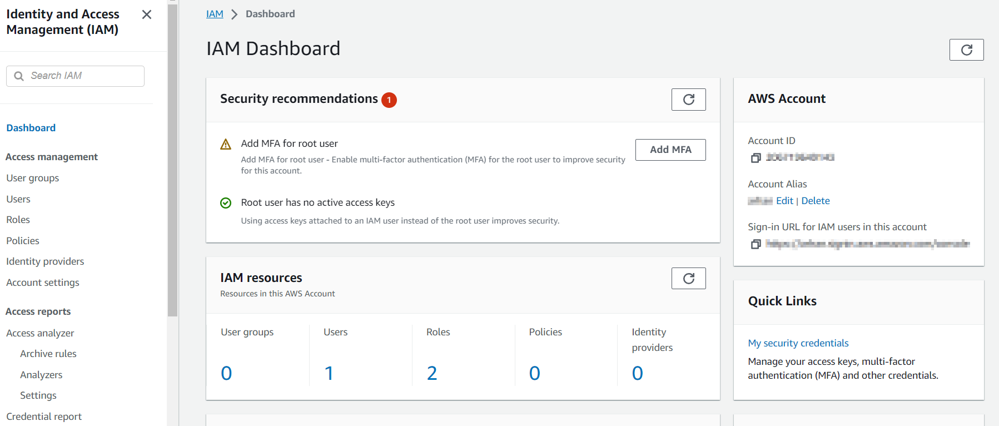 Identity and Access
Management (IAM)
Search IAM
Dashboard
Access management
User groups
Users
Roles
Policies
Identity providers
Account settings
Access reports
Access analyzer
Archive rules
Analyzers
Settings
Credential report
IAM > Dashboard
IAM Dashboard
Security recommendations 1
Add MFA for root user
Add MFA for root user - Enable multi-factor authentication (MFA) for the root user to improve security
for this account.
Add MFA
Root user has no active access keys
Using access keys attached to an IAM user instead of the root user improves security.
IAM resources
Resources in this AWS Account
User groups
0
Users
1
Roles
2
Policies
0
Identity
providers
0
AWS Account
Account ID
Account Alias
Edit | Delete
Sign-in URL for IAM users in this account
Quick Links
My security credentials
Manage your access keys, multi-factor
authentication (MFA) and other credentials.